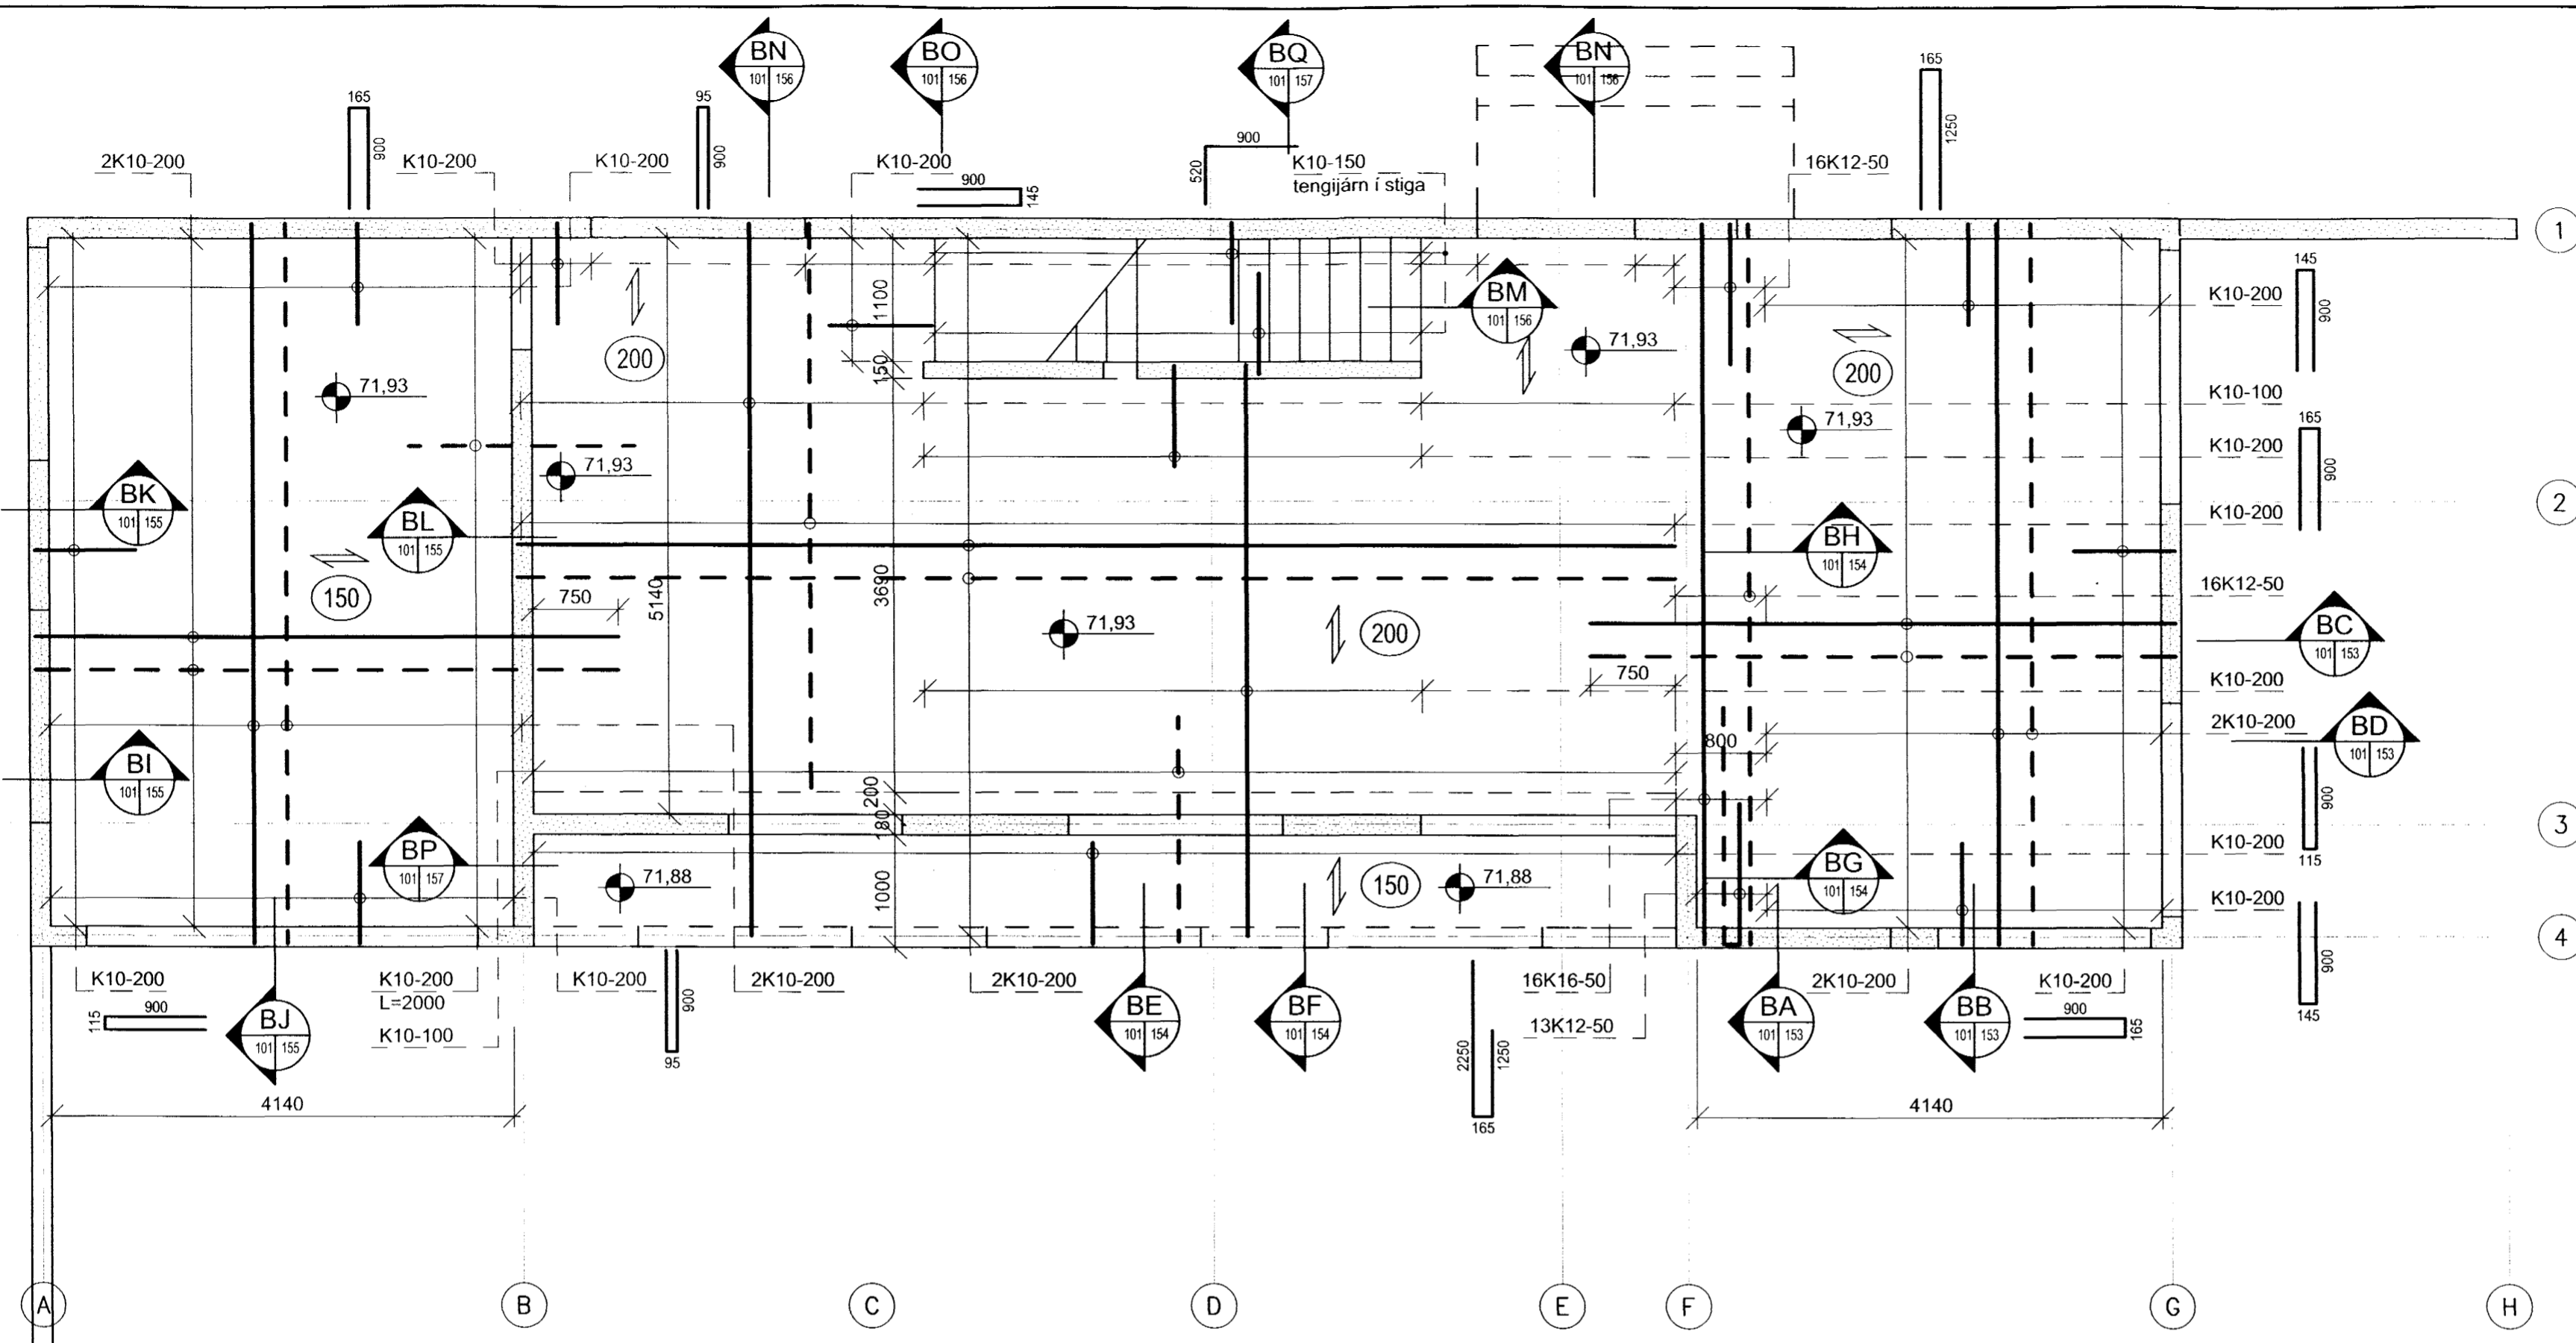 BN
101 156
BO
101 156
BQ
101 157
BN
101 156
165
900
95
900
900
145
900
520
165
1250
2K10-200
K10-200
K10-200
K10-200
K10-150
tengijárn í stiga
16K12-50
1
145
900
K10-200
1100
BM
101 156
200
150
71,93
200
71,93
K10-100
165
900
71,93
K10-200
71,93
BK
101 155
BL
101 155
2
K10-200
BH
101 154
150
750
5140
3690
71,93
200
16K12-50
BC
101 153
750
K10-200
2K10-200
BD
101 153
900
115
800
BI
101 155
200
180
3
BP
101 157
K10-200
71,88
1000
150
71,88
BG
101 154
K10-200
900
145
4
K10-200
900
115
K10-200
L=2000
K10-100
BJ
101 155
K10-200
900
95
2K10-200
2K10-200
BE
101 154
BF
101 154
2250
1250
165
16K16-50
13K12-50
BA
101 153
2K10-200
BB
101 153
K10-200
900
165
4140
4140
A
B
C
D
E
F
G
H